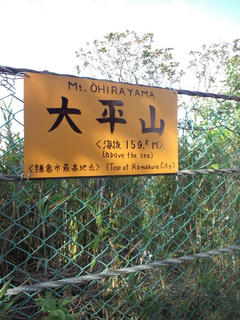 Mt. OHIRAYAMA
大平山
〈海抜 159.2 M〉
(above the sea)
〈鎌倉市最高地点〉 (Top of Kamakura City)